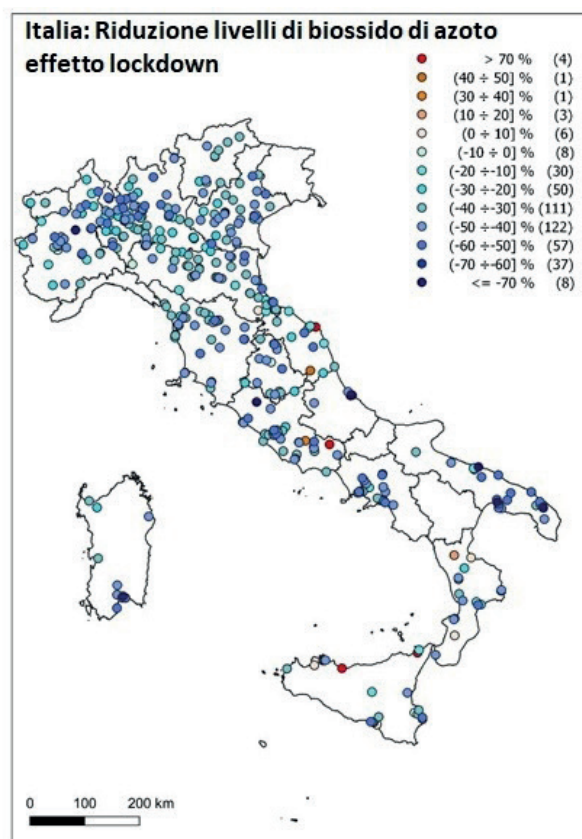 Italia: Riduzione livelli di biossido di azoto
effetto lockdown
> 70 % (4)
(40 ÷ 50] % (1)
(30 ÷ 40] % (1)
(10 ÷ 20] % (3)
(0 ÷ 10] % (6)
(-10 ÷ 0] % (8)
(-20 ÷-10] % (30)
(-30 ÷-20] % (50)
(-40 ÷-30] % (111)
(-50 ÷-40] % (122)
(-60 ÷-50] % (57)
(-70 ÷-60] % (37)
<= -70 % (8)
0 100 200 km